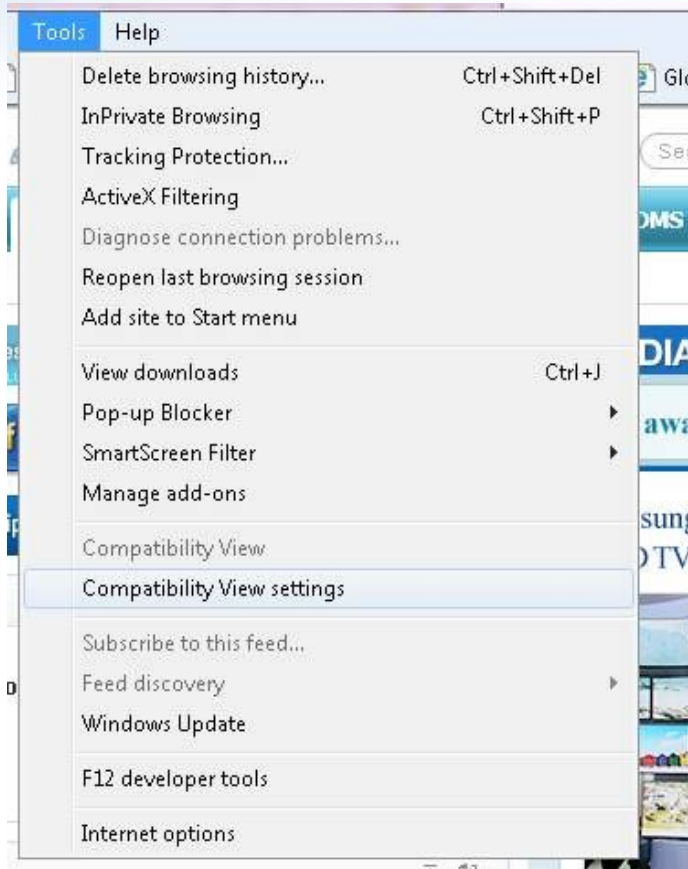 Tools Help
Delete browsing history... Ctrl+Shift+Del
InPrivate Browsing Ctrl+Shift+P
Tracking Protection...
ActiveX Filtering
Diagnose connection problems...
Reopen last browsing session
Add site to Start menu
View downloads Ctrl+J
Pop-up Blocker
SmartScreen Filter
Manage add-ons
Compatibility View
Compatibility View settings
Subscribe to this feed...
Feed discovery
Windows Update
F12 developer tools
Internet options